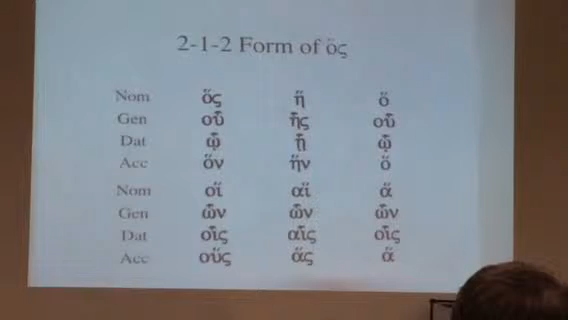 2-1-2 Form of ὅς
Nom ὅς ἥ ὅ
Gen οὗ ἧς οὗ
Dat ᾧ ᾗ ᾧ
Acc ὅν ἥν ὅ
Nom οἵ αἵ ἅ
Gen ὧν ὧν ὧν
Dat οἷς αἷς οἷς
Acc οὕς ἅς ἅ